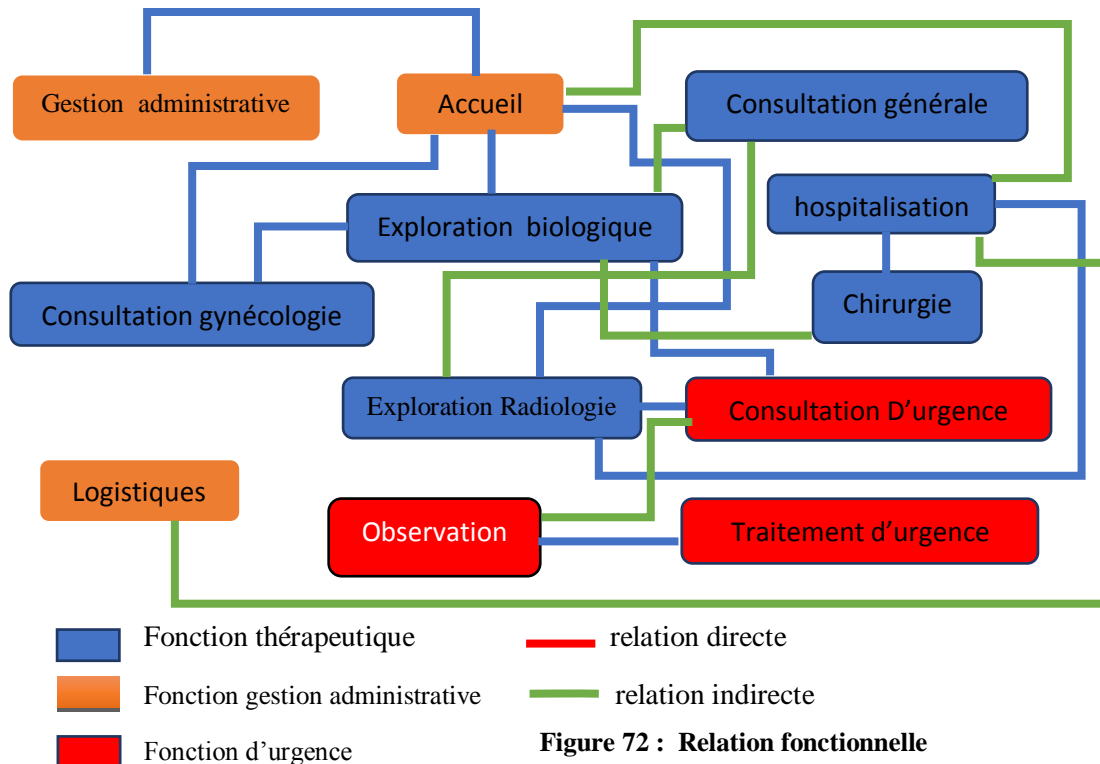 Gestion administrative
Accueil
Consultation générale
Exploration biologique
hospitalisation
Consultation gynécologie
Chirurgie
Exploration Radiologie
Consultation D’urgence
Logistiques
Observation
Traitement d’urgence
Fonction thérapeutique
relation directe
Fonction gestion administrative
relation indirecte
Fonction d’urgence
Figure 72 : Relation fonctionnelle